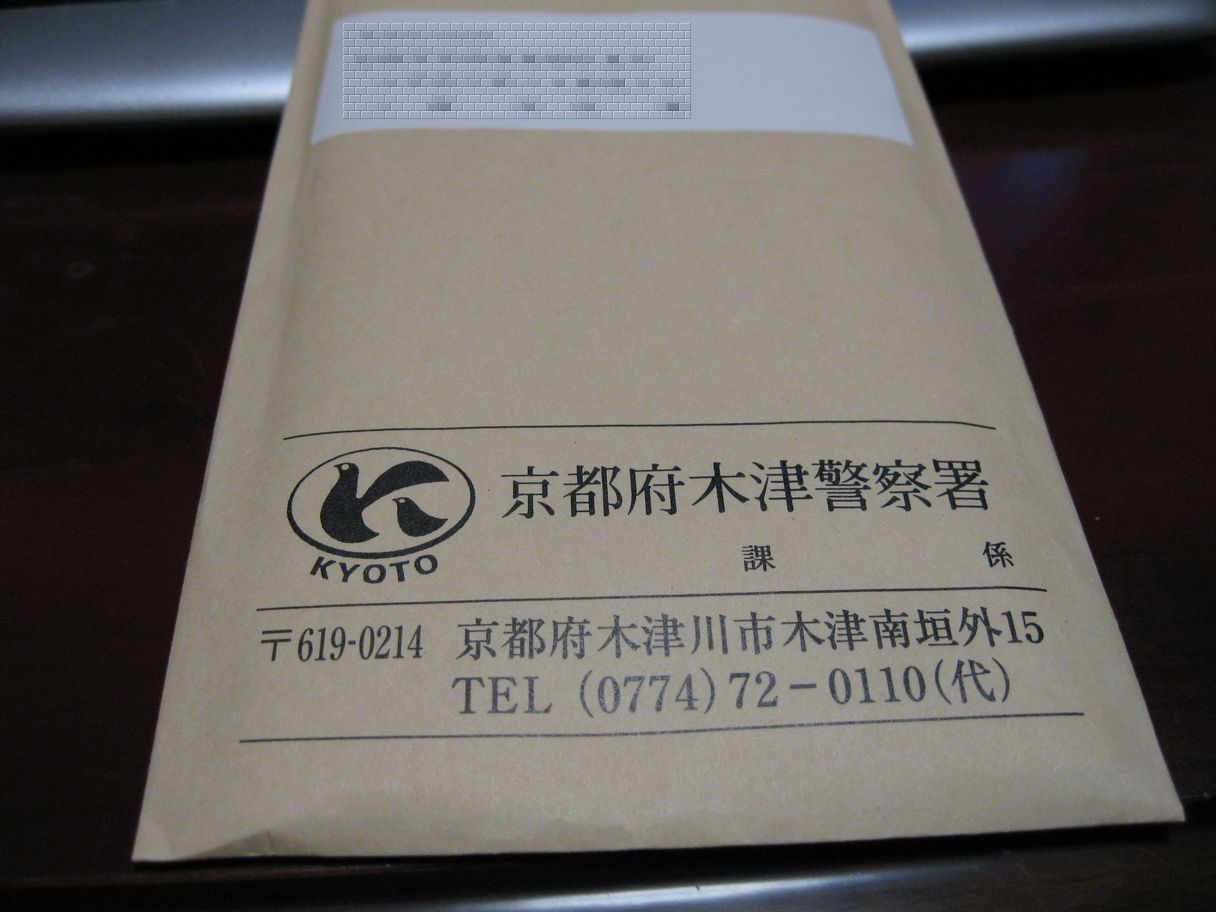 京都府木津警察署
KYOTO
課 係
〒619-0214 京都府木津川市木津南垣外15
TEL (0774)72-0110(代)